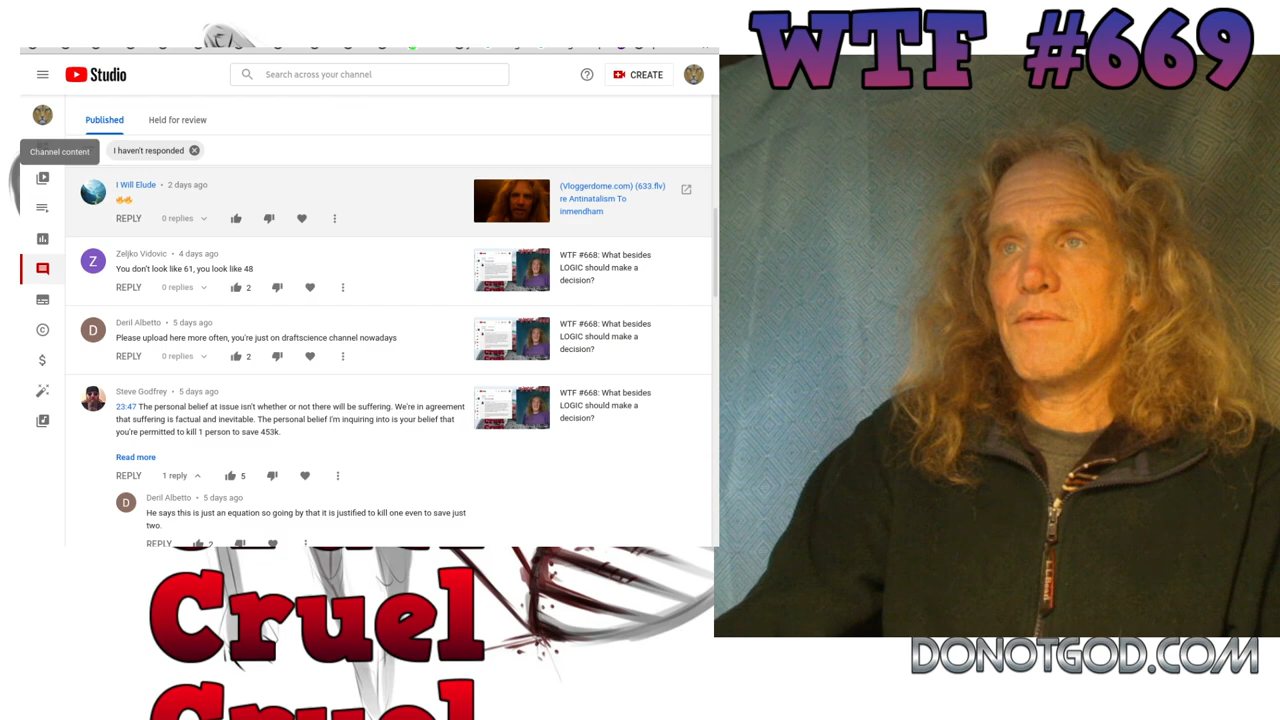 WTF #669
Studio
Search across your channel
CREATE
Published
Held for review
Channel content
I haven't responded
I Will Elude • 2 days ago
🔥🔥
REPLY 0 replies
(Vloggerdome.com) (633.flv)
re Antinatalism To
inmendham
Zeljko Vidovic • 4 days ago
You don't look like 61, you look like 48
REPLY 0 replies 2
WTF #668: What besides
LOGIC should make a
decision?
Deril Albetto • 5 days ago
Please upload here more often, you're just on draftscience channel nowadays
REPLY 0 replies 2
WTF #668: What besides
LOGIC should make a
decision?
Steve Godfrey • 5 days ago
23:47 The personal belief at issue isn't whether or not there will be suffering. We're in agreement
that suffering is factual and inevitable. The personal belief I'm inquiring into is your belief that
you're permitted to kill 1 person to save 453k.
Read more
REPLY 1 reply 5
WTF #668: What besides
LOGIC should make a
decision?
Deril Albetto • 5 days ago
He says this is just an equation so going by that it is justified to kill one even to save just
two.
REPLY 2
Cruel
Cruel
DONOTGOD.COM